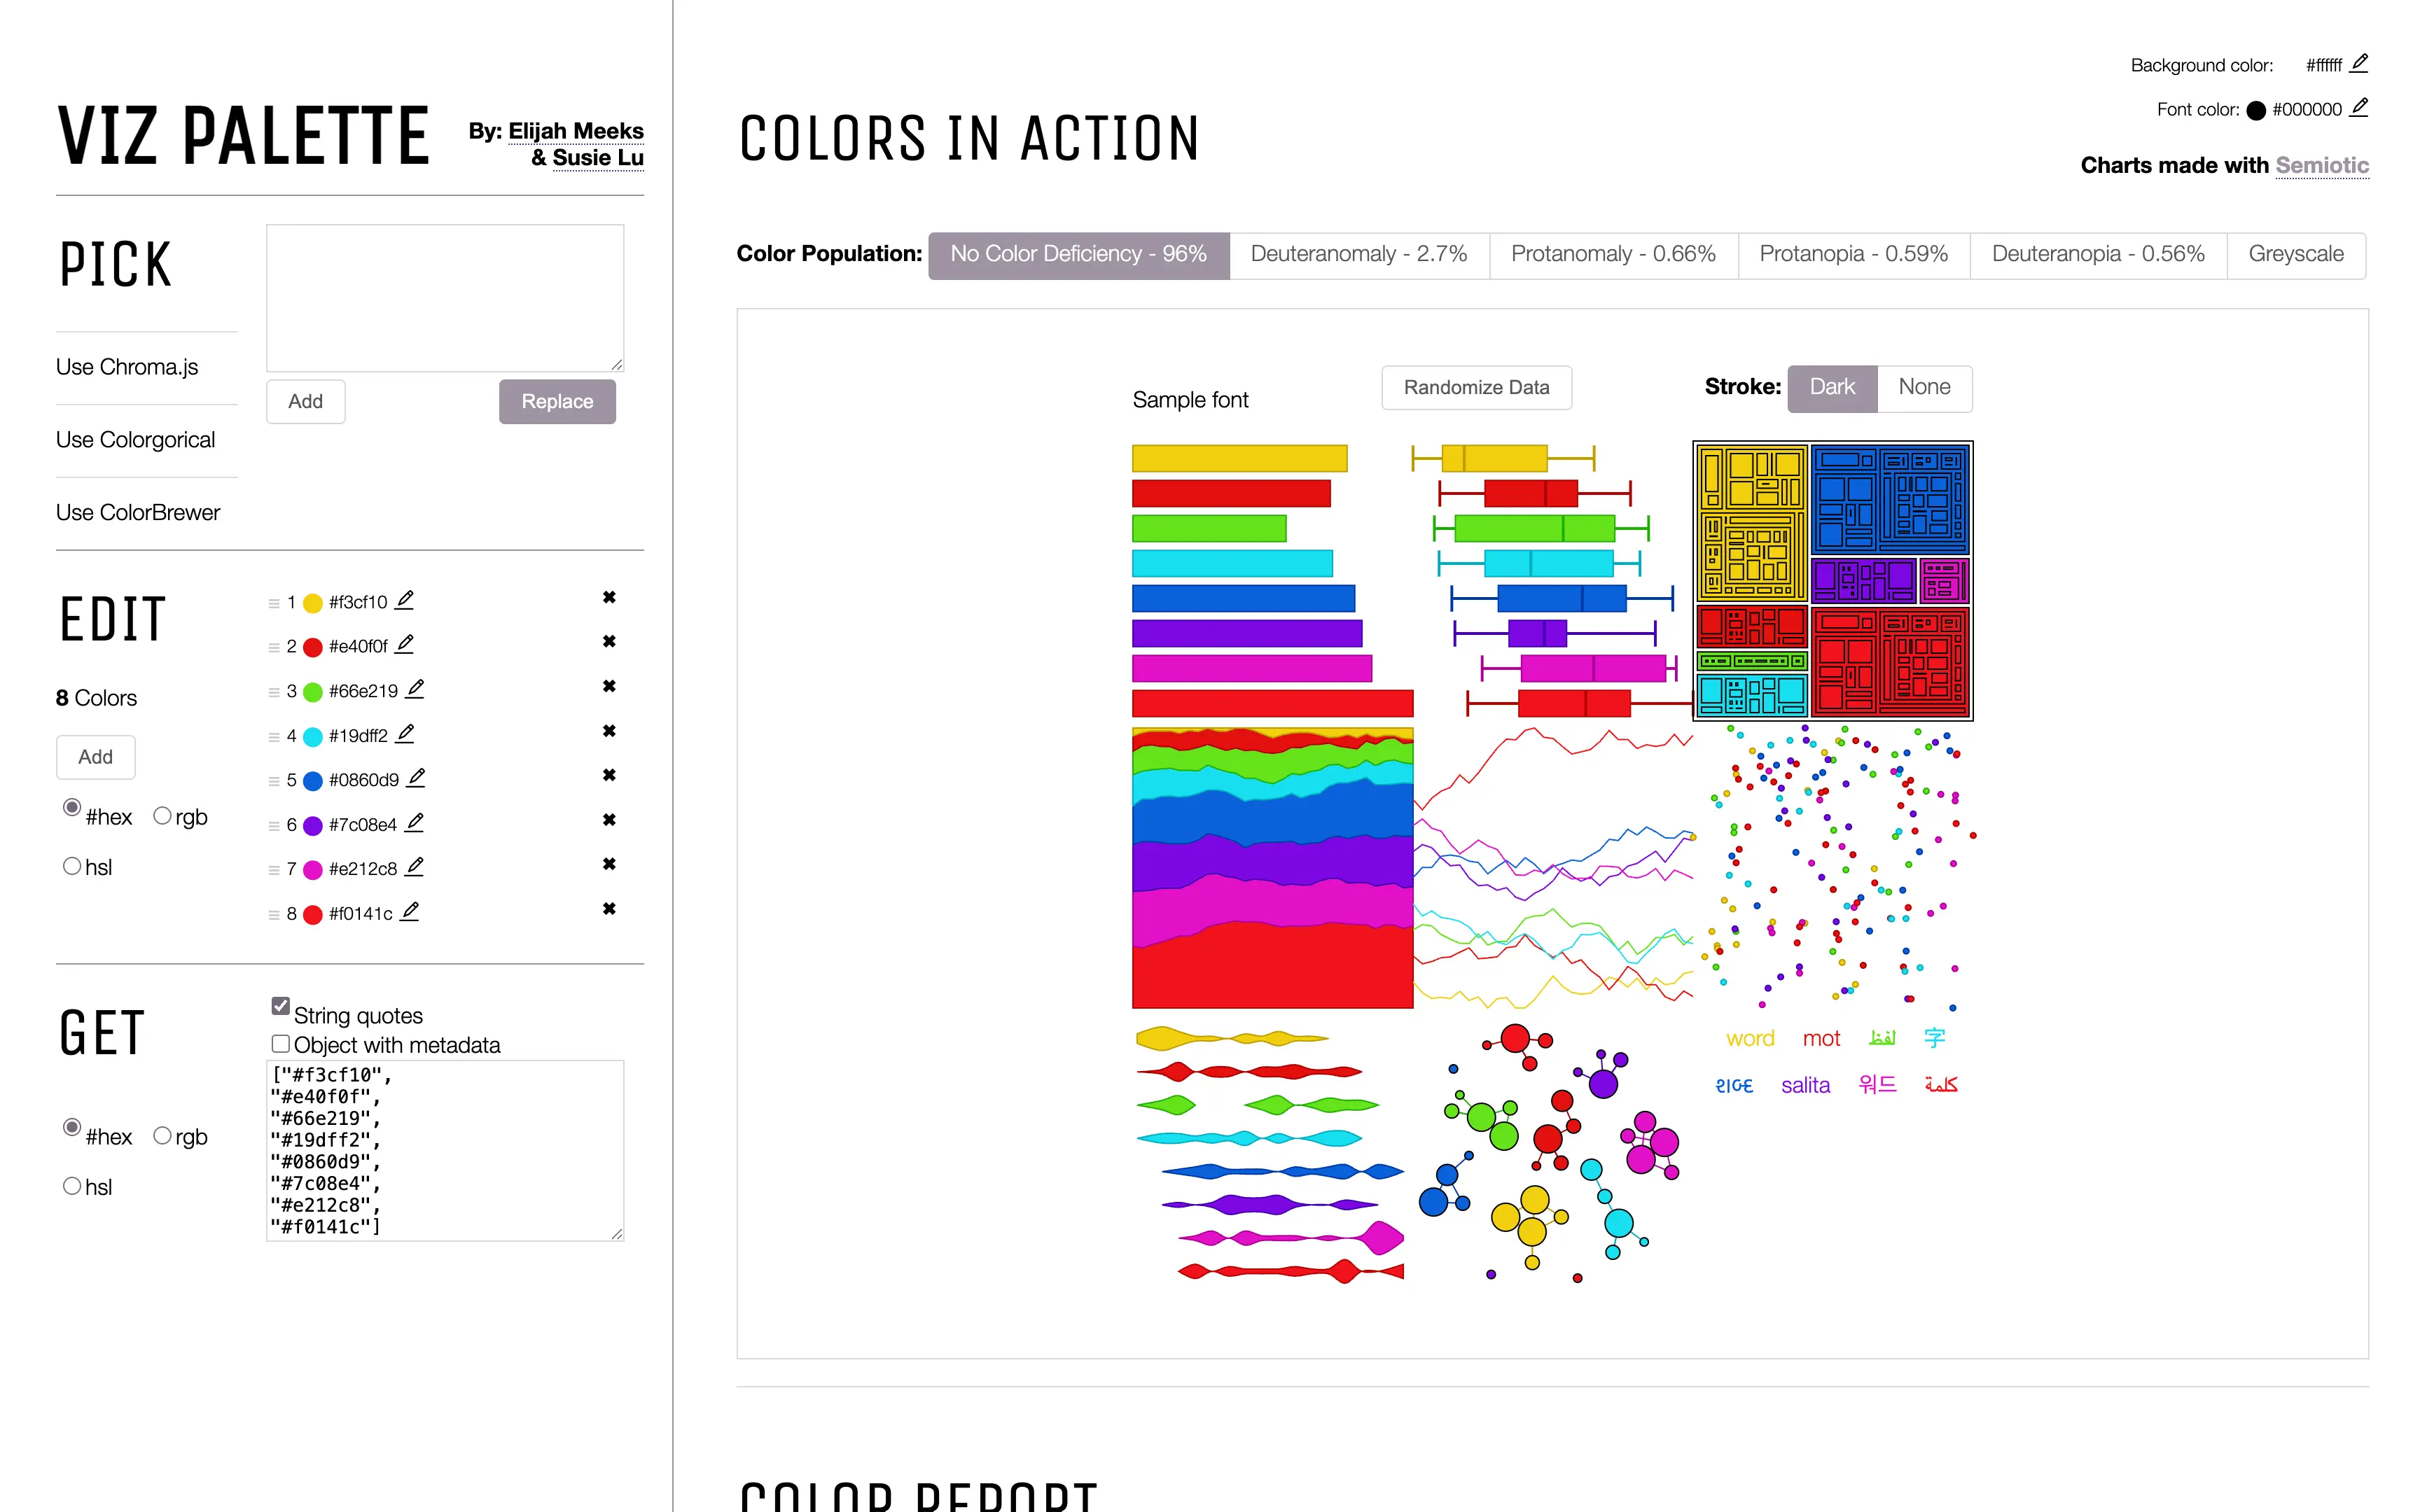 VIZ PALETTE
By: Elijah Meeks
& Susie Lu
PICK
Use Chroma.js
Use Colorgorical
Use ColorBrewer
Add
Replace
EDIT
8 Colors
Add
#hex
rgb
hsl
1 #f3cf10
2 #e40f0f
3 #66e219
4 #19dff2
5 #0860d9
6 #7c08e4
7 #e212c8
8 #f0141c
GET
String quotes
Object with metadata
#hex
rgb
hsl
["#f3cf10",
"#e40f0f",
"#66e219",
"#19dff2",
"#0860d9",
"#7c08e4",
"#e212c8",
"#f0141c"]
COLORS IN ACTION
Background color: #ffffff
Font color: #000000
Charts made with Semiotic
Color Population: No Color Deficiency - 96% Deuteranomaly - 2.7% Protanomaly - 0.66% Protanopia - 0.59% Deuteranopia - 0.56% Greyscale
Sample font
Randomize Data
Stroke: Dark None
word mot لفظ 字
શબ્દ salita 워드 كلمة
COLOR REPORT